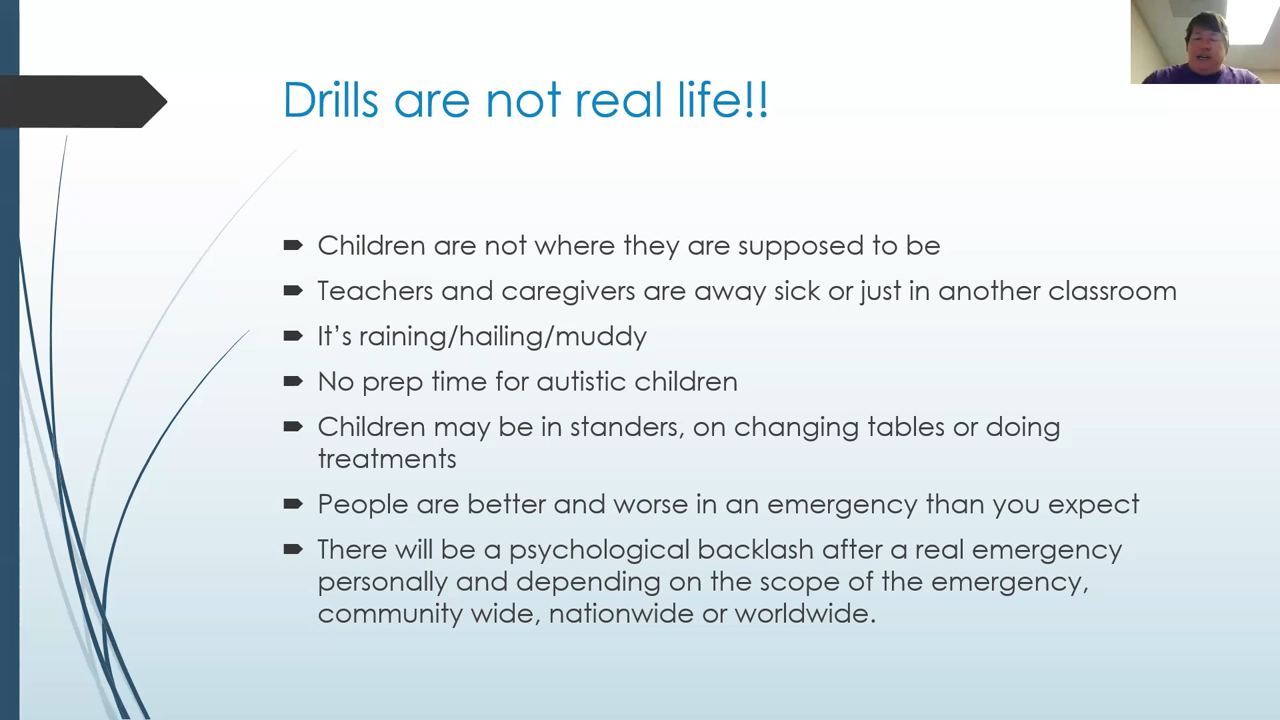 Drills are not real life!!
Children are not where they are supposed to be
Teachers and caregivers are away sick or just in another classroom
It’s raining/hailing/muddy
No prep time for autistic children
Children may be in standers, on changing tables or doing
treatments
People are better and worse in an emergency than you expect
There will be a psychological backlash after a real emergency
personally and depending on the scope of the emergency,
community wide, nationwide or worldwide.